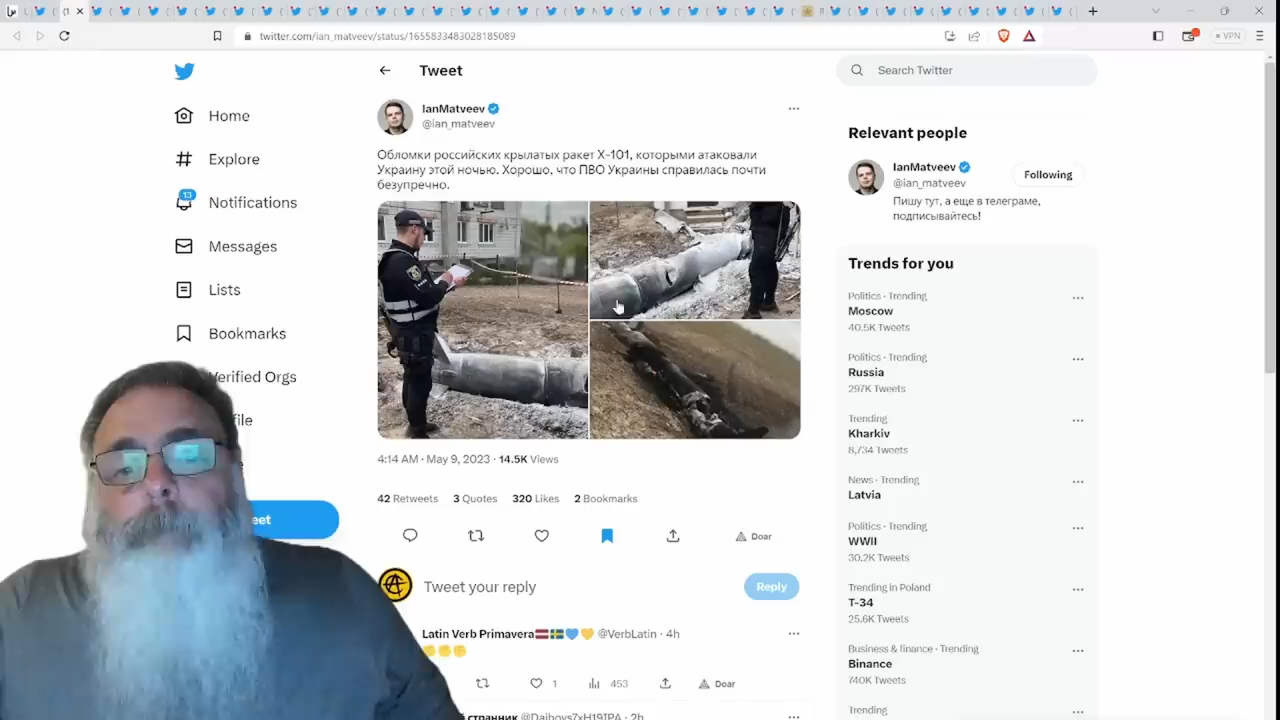 VPN
twitter.com/ian_matveev/status/1655833483028185089
Home
Explore
13
Notifications
Messages
Lists
Bookmarks
Verified Orgs
Tweet
IanMatveev
@ian_matveev
Обломки российских крылатых ракет Х-101, которыми атаковали
Украину этой ночью. Хорошо, что ПВО Украины справилась почти
безупречно.
4:14 AM · May 9, 2023 · 14.5K Views
42 Retweets 3 Quotes 320 Likes 2 Bookmarks
Doar
Tweet your reply
Reply
Latin Verb Primavera @VerbLatin · 4h
1
453
Doar
странник @Daiboys7xH19IPA · 2h
Search Twitter
Relevant people
IanMatveev
@ian_matveev
Following
Пишу тут, а еще в телеграме,
подписывайтесь!
Trends for you
Politics · Trending
Moscow
40.5K Tweets
Politics · Trending
Russia
297K Tweets
Trending
Kharkiv
8,734 Tweets
News · Trending
Latvia
Politics · Trending
WWII
30.2K Tweets
Trending in Poland
T-34
25.6K Tweets
Business & finance · Trending
Binance
740K Tweets
Trending